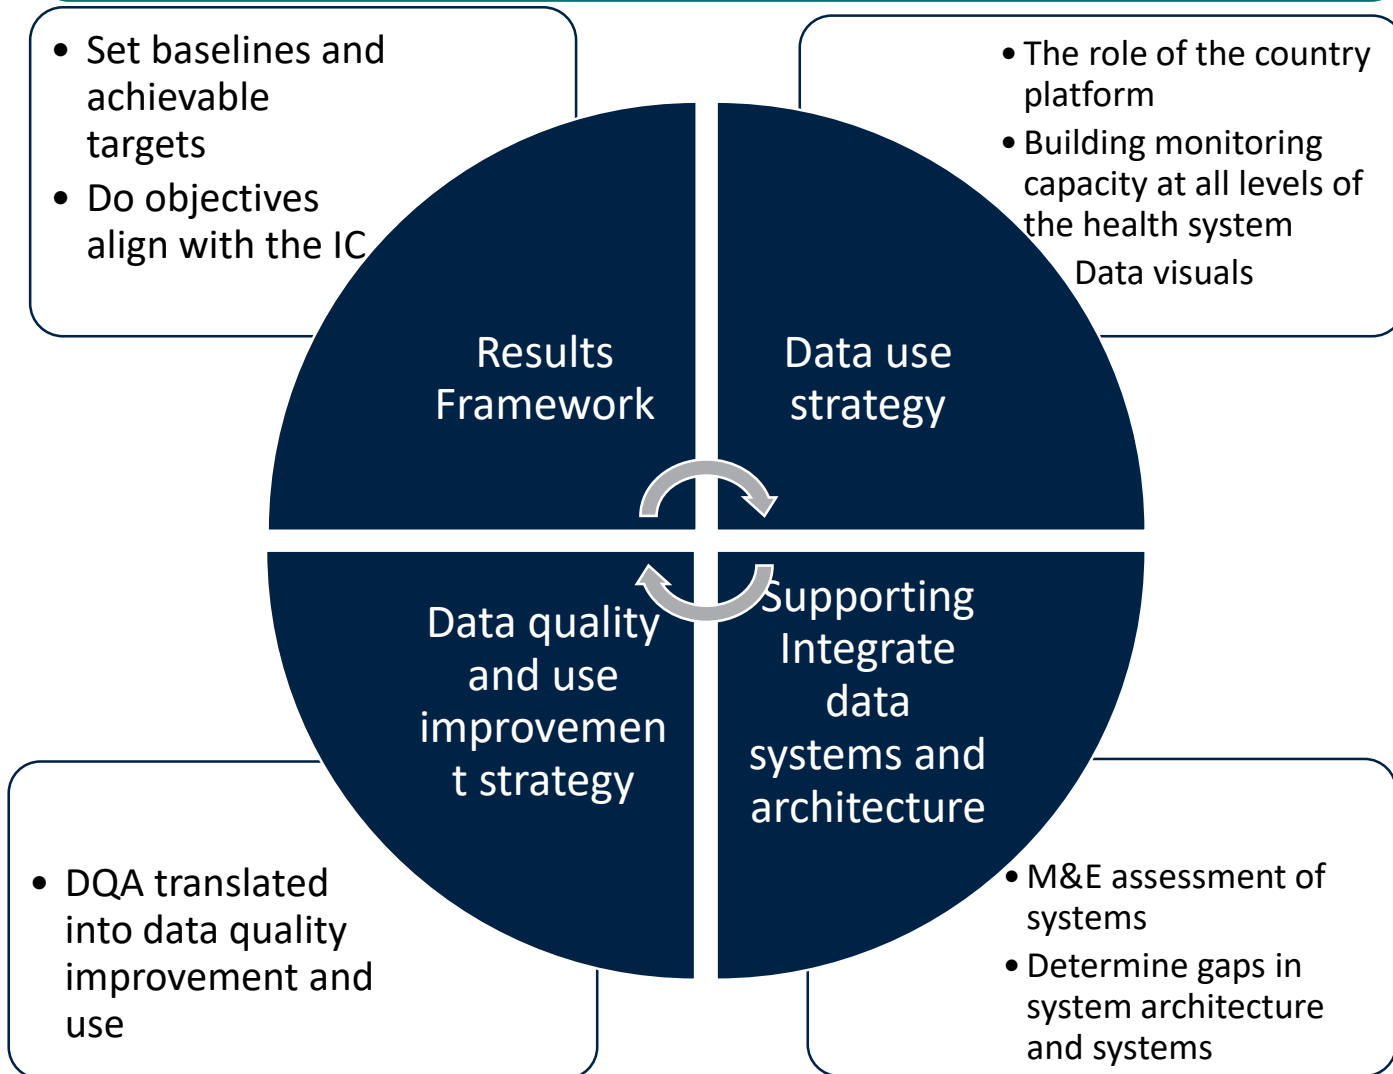 • Set baselines and
achievable
targets
• Do objectives
align with the IC
• The role of the country
platform
• Building monitoring
capacity at all levels of
the health system
Data visuals
Results
Framework
Data use
strategy
Data quality
and use
improvemen
t strategy
Supporting
Integrate
data
systems and
architecture
• DQA translated
into data quality
improvement and
use
• M&E assessment of
systems
• Determine gaps in
system architecture
and systems